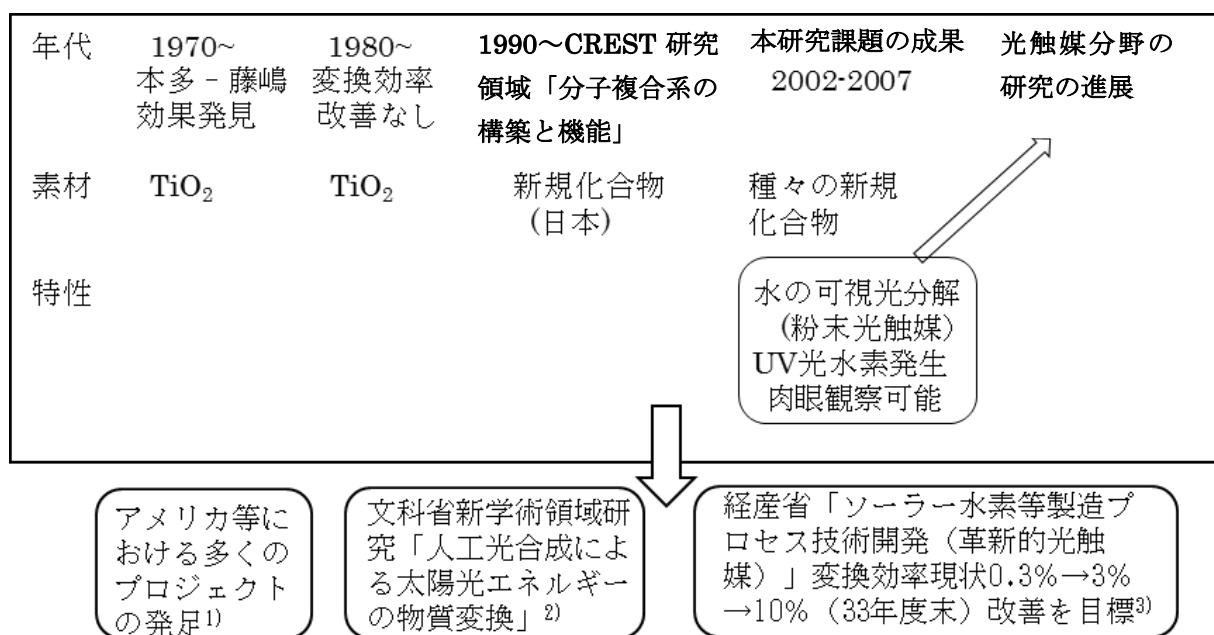 年代
1970~
本多‐藤嶋
効果発見
1980~
変換効率
改善なし
1990～CREST 研究
領域「分子複合系の
構築と機能」
本研究課題の成果
2002-2007
光触媒分野の
研究の進展
素材
TiO₂
TiO₂
新規化合物
(日本)
種々の新規
化合物
特性
水の可視光分解
(粉末光触媒)
UV光水素発生
肉眼観察可能
アメリカ等に
おける多くの
プロジェクト
の発足¹⁾
文科省新学術領域研
究「人工光合成によ
る太陽光エネルギー
の物質変換」²⁾
経産省「ソーラー水素等製造プ
ロセス技術開発（革新的光触
媒）」変換効率現状0.3%→3%
→10%（33年度末）改善を目標³⁾